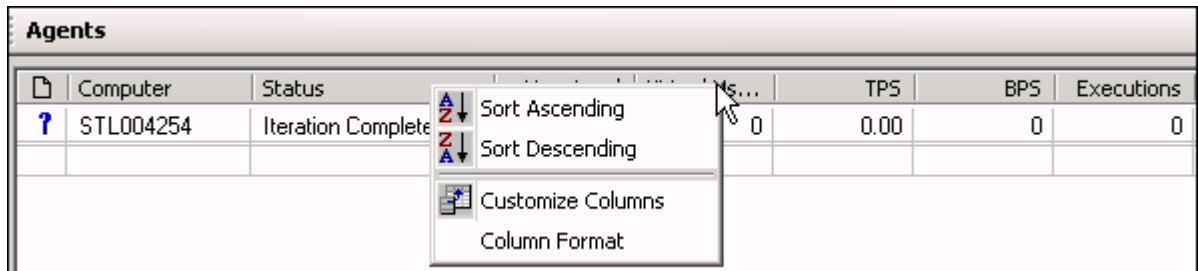 Agents
Computer Status s... TPS BPS Executions
STL004254 Iteration Complete 0 0.00 0 0
Sort Ascending
Sort Descending
Customize Columns
Column Format